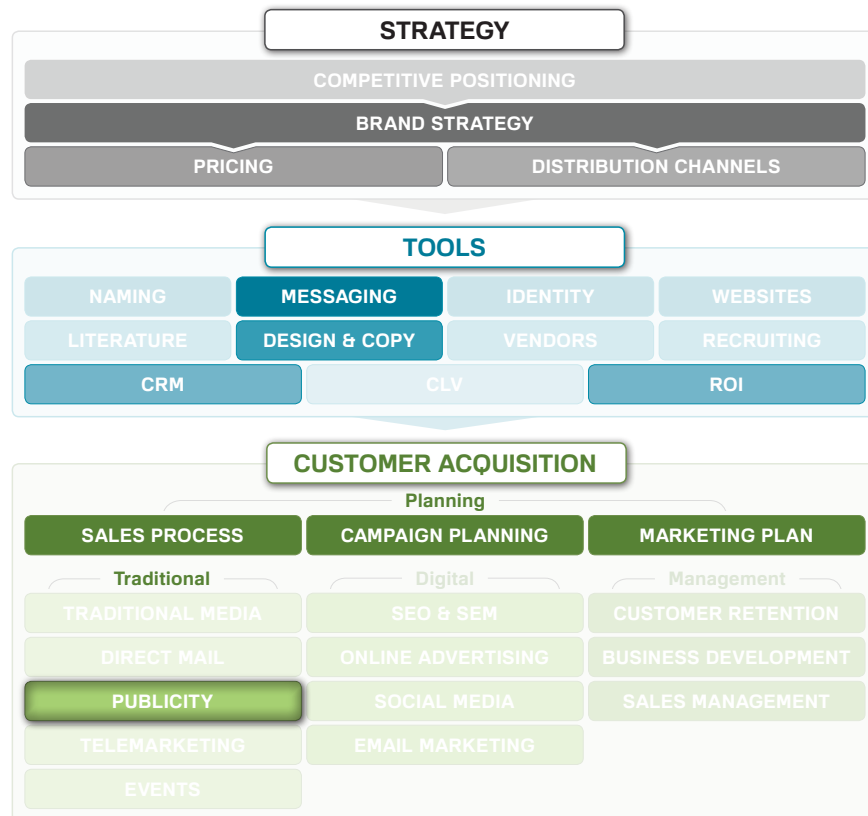 STRATEGY
COMPETITIVE POSITIONING
BRAND STRATEGY
PRICING DISTRIBUTION CHANNELS
TOOLS
NAMING MESSAGING IDENTITY WEBSITES
LITERATURE DESIGN & COPY VENDORS RECRUITING
CRM CLV ROI
CUSTOMER ACQUISITION
Planning
SALES PROCESS CAMPAIGN PLANNING MARKETING PLAN
Traditional Digital Management
TRADITIONAL MEDIA SEO & SEM CUSTOMER RETENTION
DIRECT MAIL ONLINE ADVERTISING BUSINESS DEVELOPMENT
PUBLICITY SOCIAL MEDIA SALES MANAGEMENT
TELEMARKETING EMAIL MARKETING
EVENTS